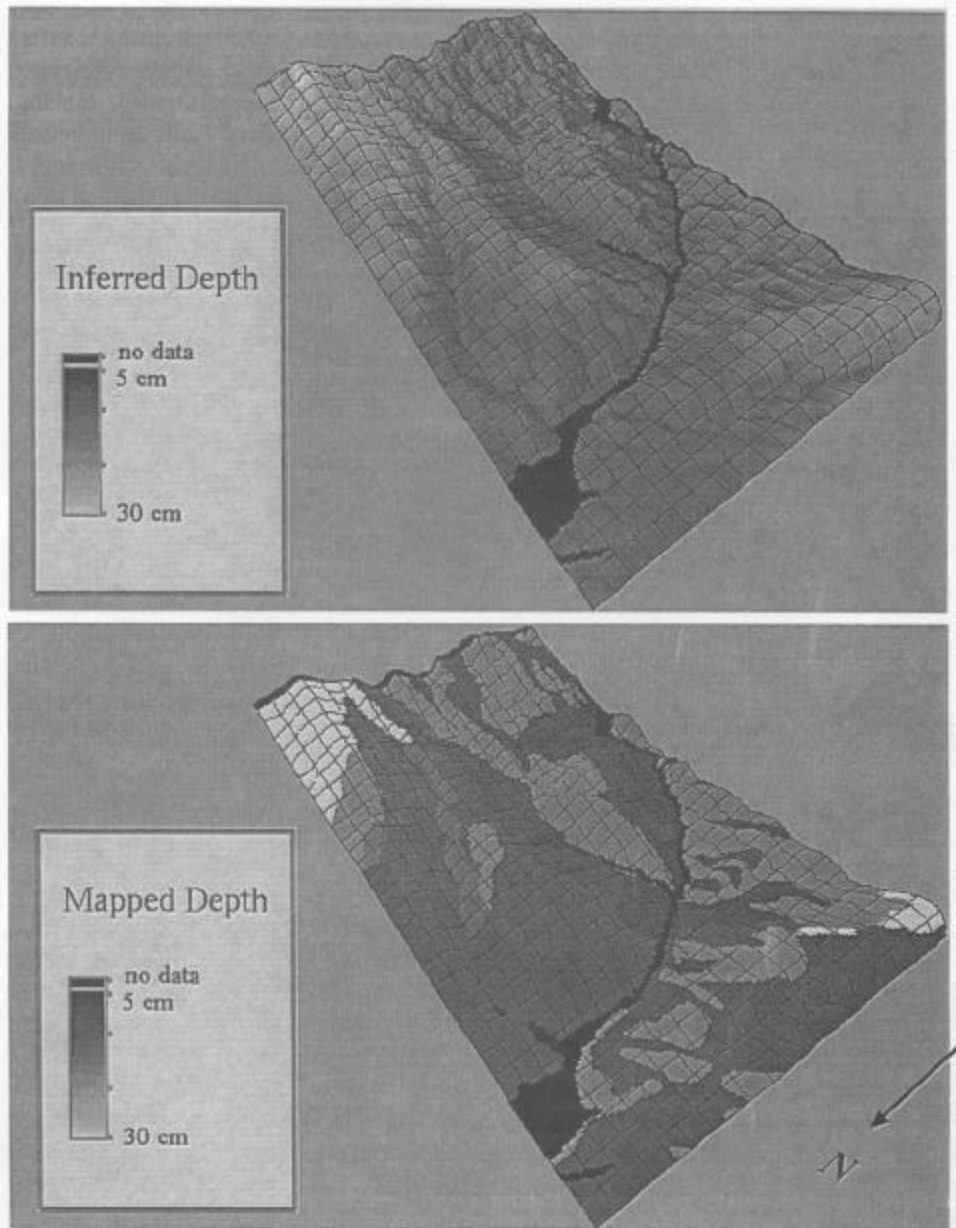 Inferred Depth
no data
5 cm
30 cm
Mapped Depth
no data
5 cm
30 cm
N